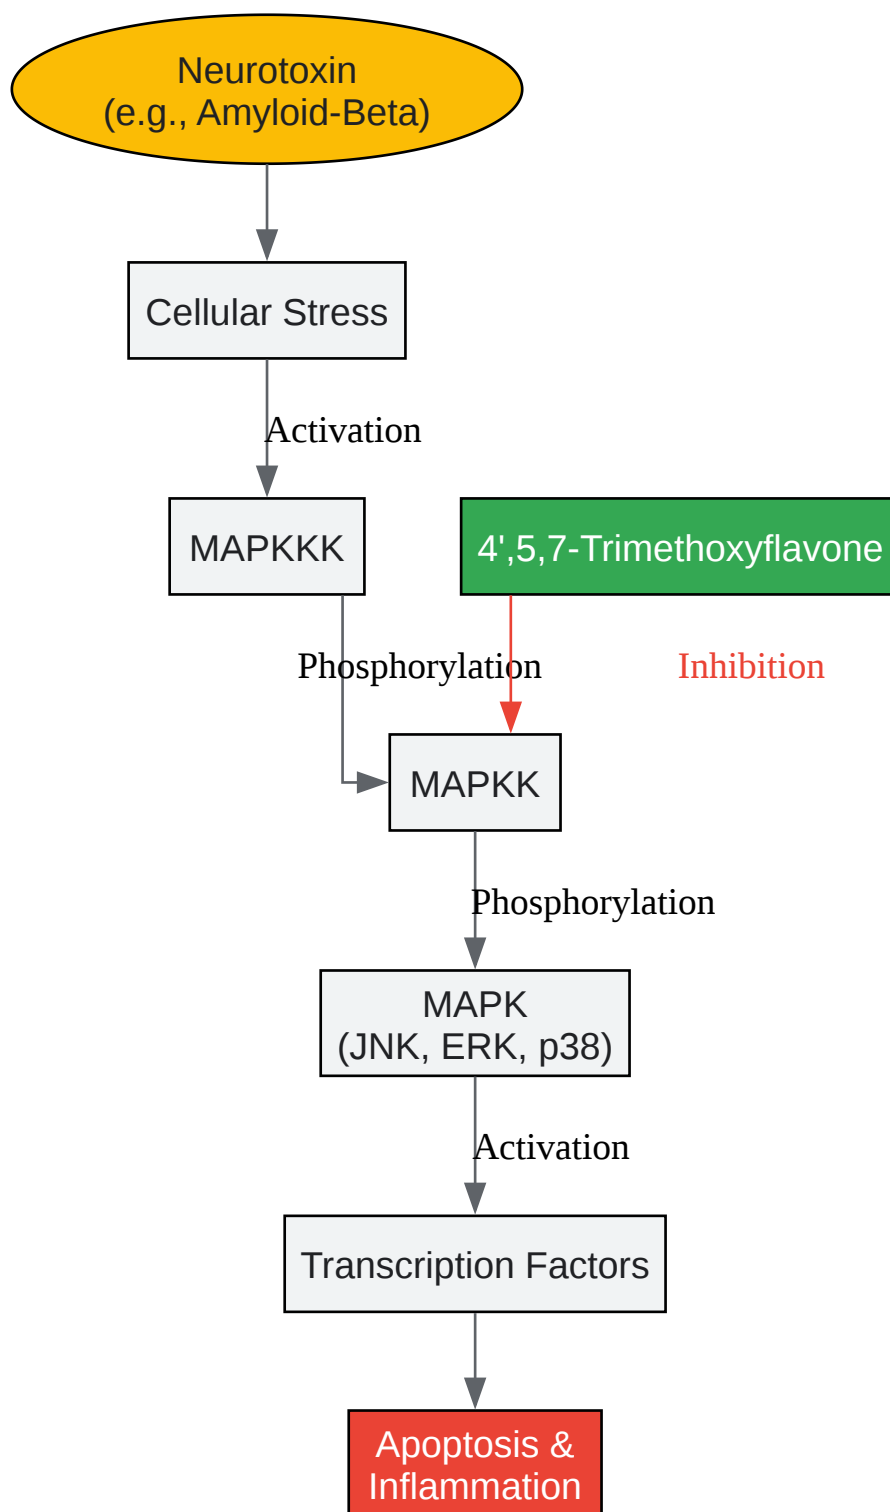 Neurotoxin
(e.g., Amyloid-Beta)
Cellular Stress
Activation
MAPKKK
4',5,7-Trimethoxyflavone
Phosphorylation
Inhibition
MAPKK
Phosphorylation
MAPK
(JNK, ERK, p38)
Activation
Transcription Factors
Apoptosis &
Inflammation